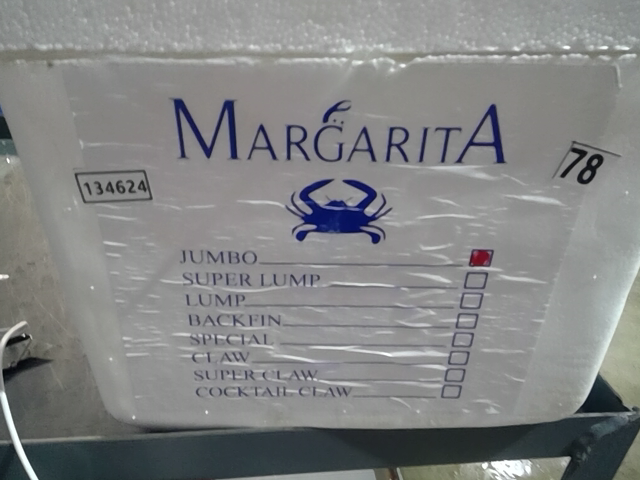 MARGARITA
134624
78
JUMBO
SUPER LUMP
LUMP
BACKFIN
SPECIAL
CLAW
SUPER CLAW
COCKTAIL CLAW